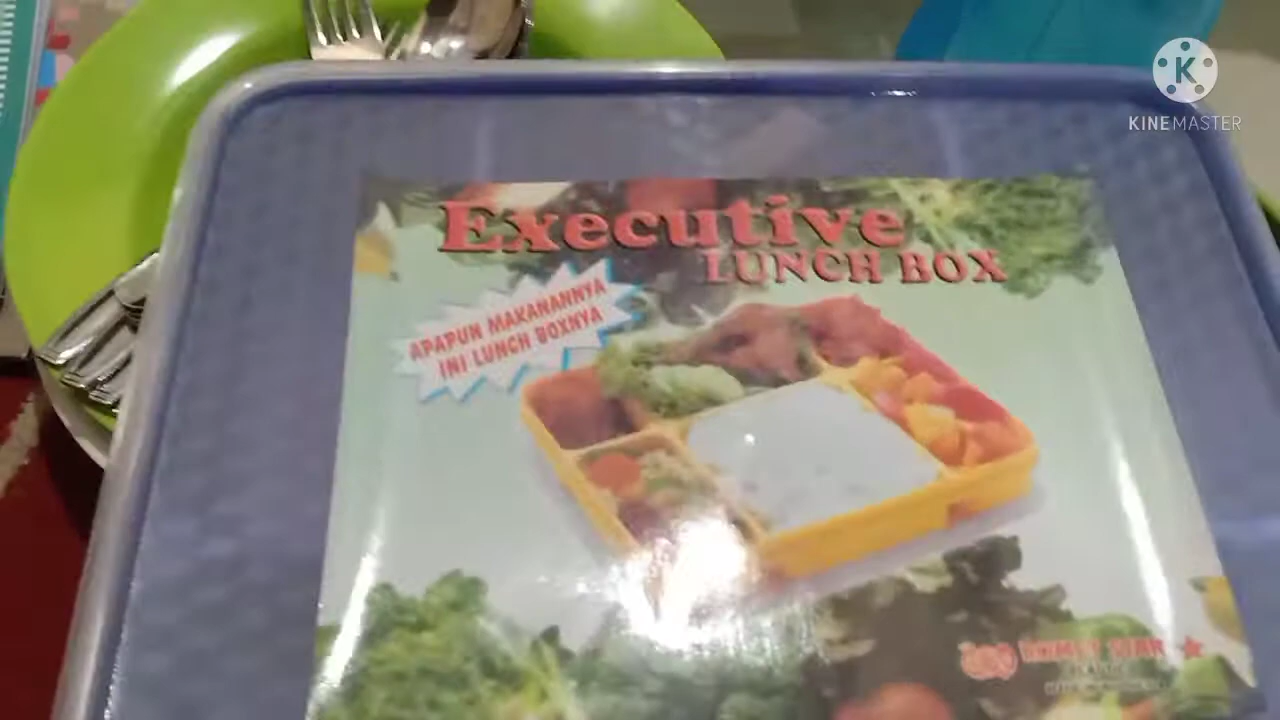 KINEMASTER
Executive
LUNCH BOX
APAPUN MAKANANNYA
INI LUNCH BOXNYA